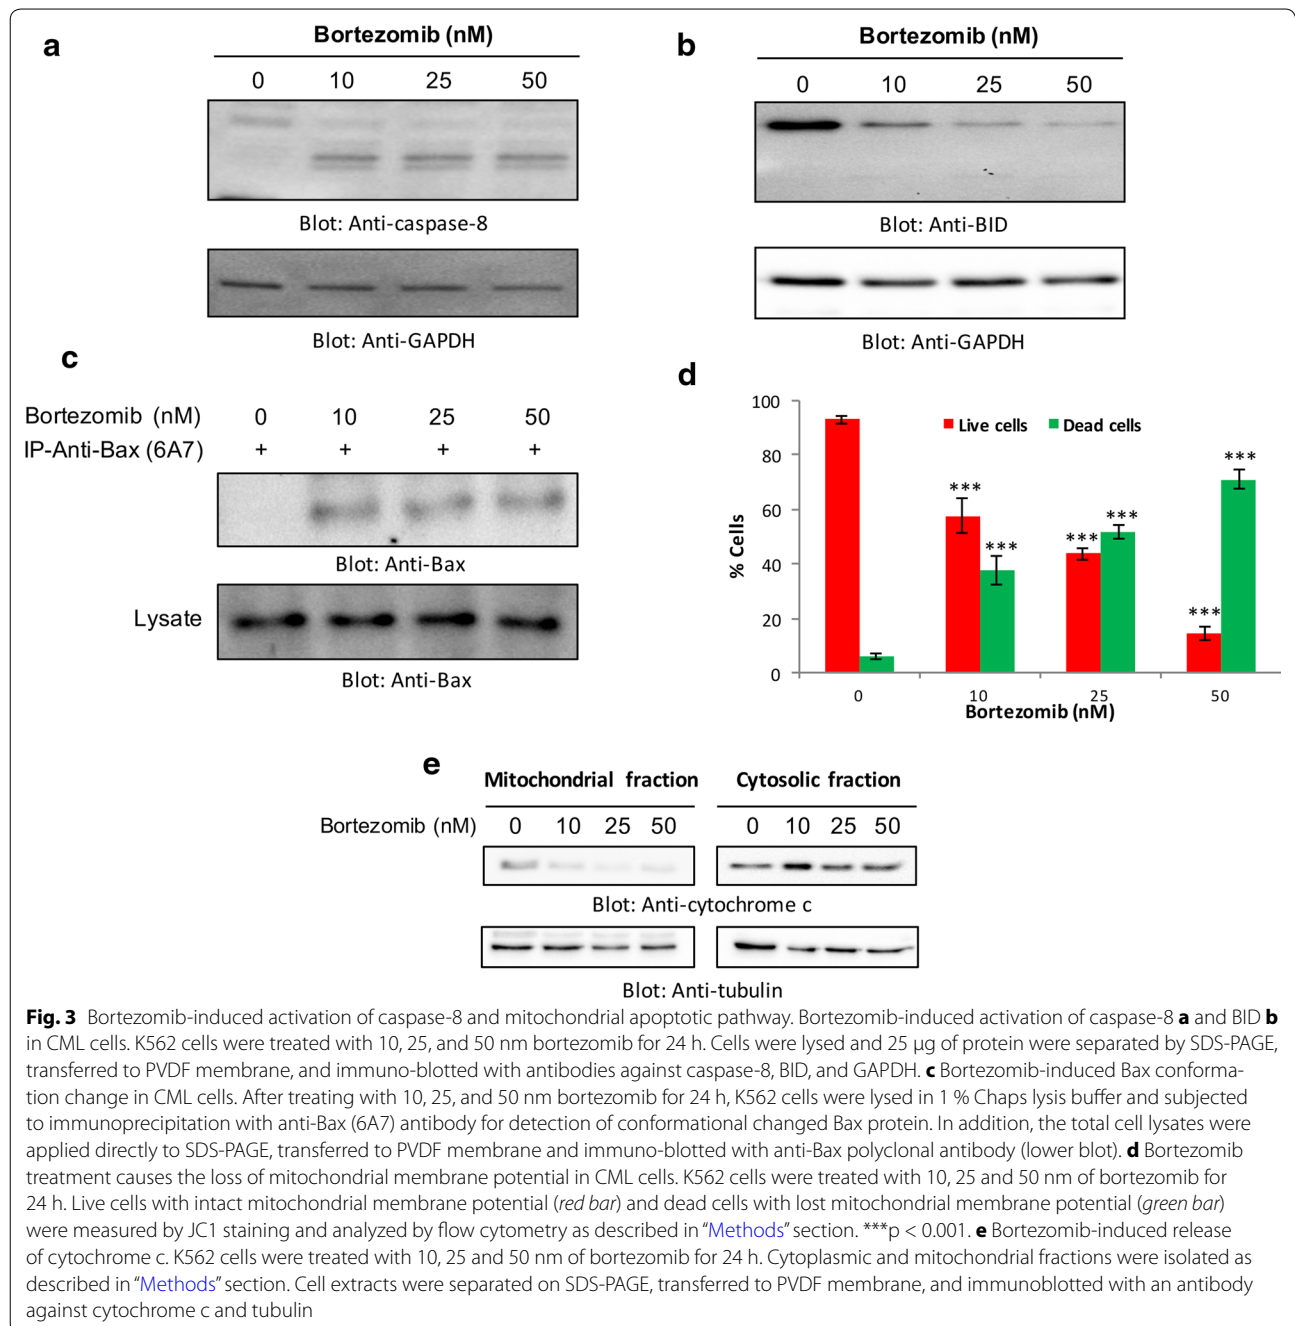 a
Bortezomib (nM)
0 10 25 50
Blot: Anti-caspase-8
Blot: Anti-GAPDH
b
Bortezomib (nM)
0 10 25 50
Blot: Anti-BID
Blot: Anti-GAPDH
c
Bortezomib (nM) 0 10 25 50
IP-Anti-Bax (6A7) + + + +
Blot: Anti-Bax
Lysate
Blot: Anti-Bax
d
100
80
60
40
20
0
% Cells
Live cells Dead cells
*** *** *** *** *** ***
0 10 25 50
Bortezomib (nM)
e
Mitochondrial fraction Cytosolic fraction
Bortezomib (nM) 0 10 25 50 0 10 25 50
Blot: Anti-cytochrome c
Blot: Anti-tubulin
Fig. 3 Bortezomib-induced activation of caspase-8 and mitochondrial apoptotic pathway. Bortezomib-induced activation of caspase-8 a and BID b
in CML cells. K562 cells were treated with 10, 25, and 50 nm bortezomib for 24 h. Cells were lysed and 25 µg of protein were separated by SDS-PAGE,
transferred to PVDF membrane, and immuno-blotted with antibodies against caspase-8, BID, and GAPDH. c Bortezomib-induced Bax conforma-
tion change in CML cells. After treating with 10, 25, and 50 nm bortezomib for 24 h, K562 cells were lysed in 1 % Chaps lysis buffer and subjected
to immunoprecipitation with anti-Bax (6A7) antibody for detection of conformational changed Bax protein. In addition, the total cell lysates were
applied directly to SDS-PAGE, transferred to PVDF membrane and immuno-blotted with anti-Bax polyclonal antibody (lower blot). d Bortezomib
treatment causes the loss of mitochondrial membrane potential in CML cells. K562 cells were treated with 10, 25 and 50 nm of bortezomib for
24 h. Live cells with intact mitochondrial membrane potential (red bar) and dead cells with lost mitochondrial membrane potential (green bar)
were measured by JC1 staining and analyzed by flow cytometry as described in “Methods” section. ***p < 0.001. e Bortezomib-induced release
of cytochrome c. K562 cells were treated with 10, 25 and 50 nm of bortezomib for 24 h. Cytoplasmic and mitochondrial fractions were isolated as
described in “Methods” section. Cell extracts were separated on SDS-PAGE, transferred to PVDF membrane, and immunoblotted with an antibody
against cytochrome c and tubulin